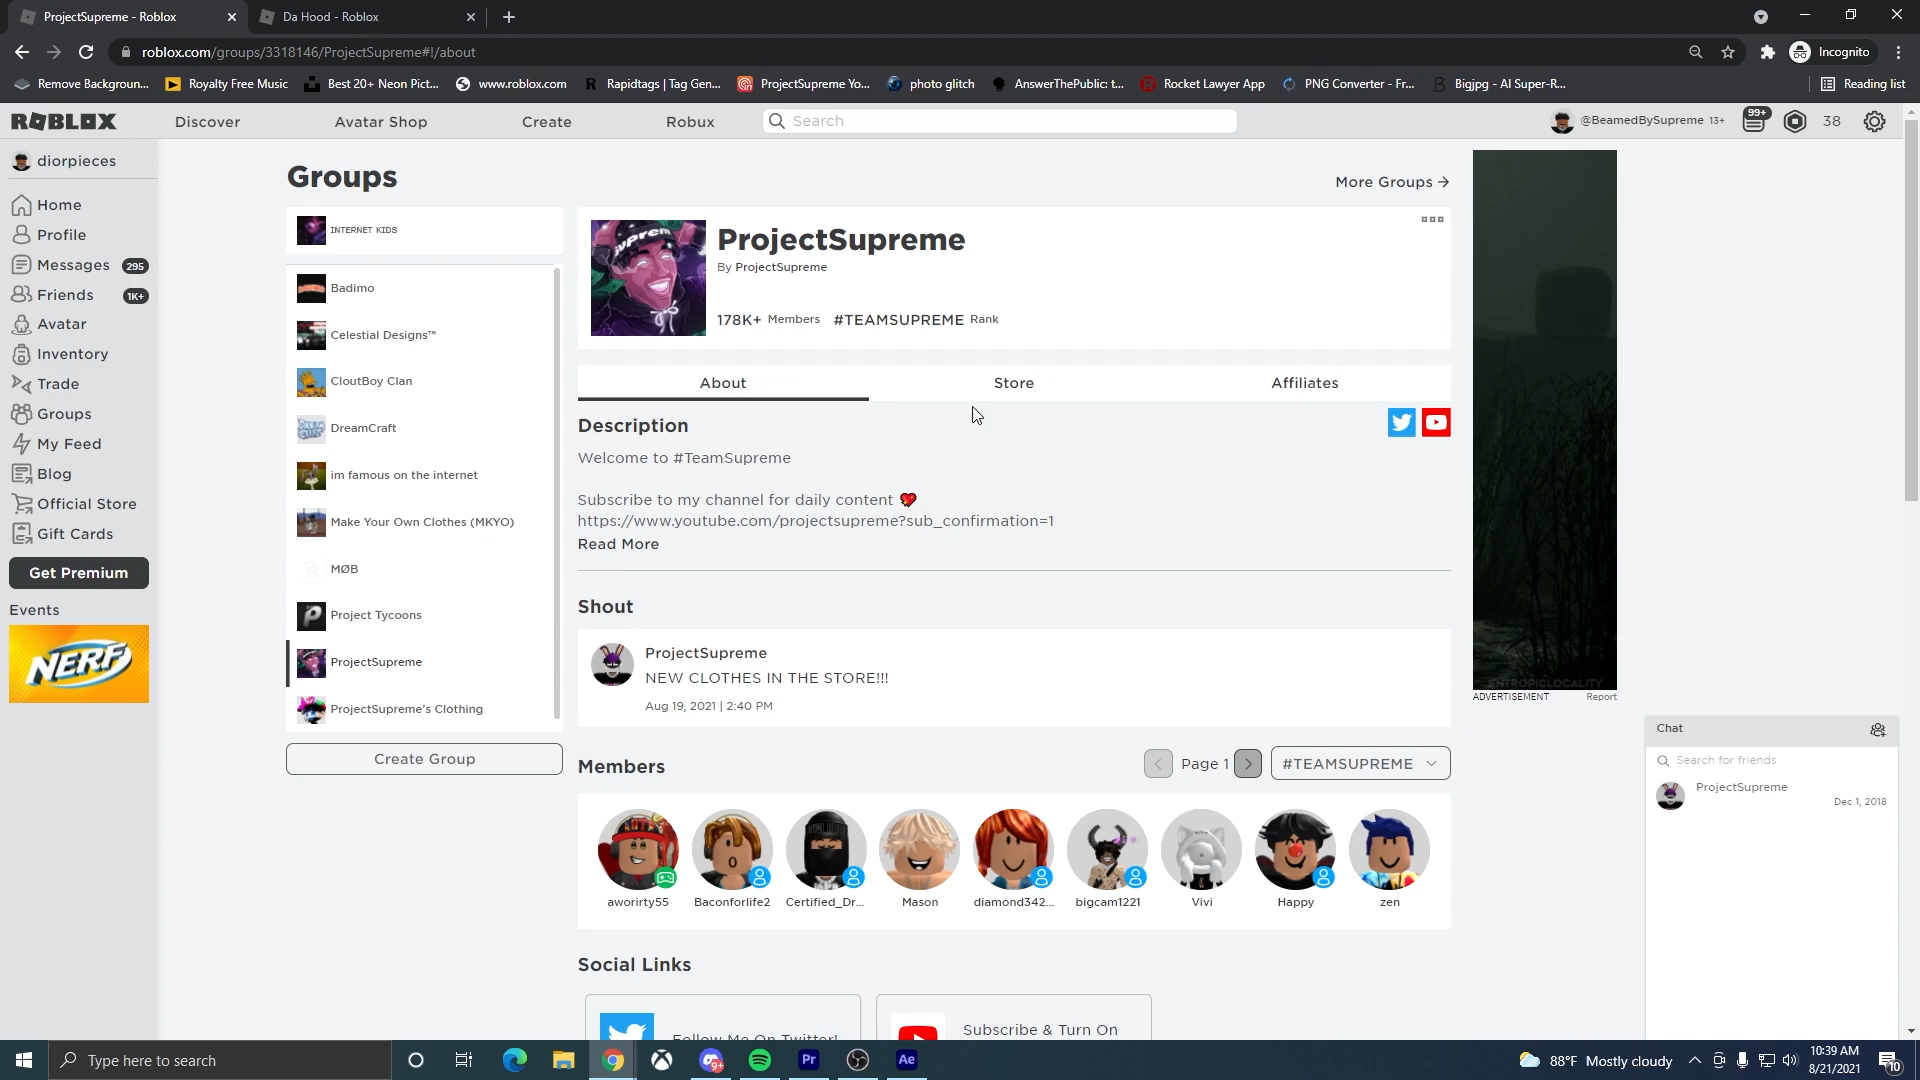 ProjectSupreme - Roblox
Da Hood - Roblox
roblox.com/groups/3318146/ProjectSupreme#!/about
Incognito
Remove Backgroun...
Royalty Free Music
Best 20+ Neon Pict...
www.roblox.com
Rapidtags | Tag Gen...
ProjectSupreme Yo...
photo glitch
AnswerThePublic: t...
Rocket Lawyer App
PNG Converter - Fr...
Bigjpg - AI Super-R...
Reading list
ROBLOX
Discover
Avatar Shop
Create
Robux
Search
@BeamedBySupreme 13+
99+
38
diorpieces
Home
Profile
Messages 295
Friends 1K+
Avatar
Inventory
Trade
Groups
My Feed
Blog
Official Store
Gift Cards
Get Premium
Events
NERF
Groups
More Groups →
INTERNET KIDS
Badimo
Celestial Designs™
CloutBoy Clan
DreamCraft
im famous on the internet
Make Your Own Clothes (MKYO)
MØB
Project Tycoons
ProjectSupreme
ProjectSupreme's Clothing
Create Group
ProjectSupreme
By ProjectSupreme
178K+ Members #TEAMSUPREME Rank
About
Store
Affiliates
Description
Welcome to #TeamSupreme
Subscribe to my channel for daily content 💖
https://www.youtube.com/projectsupreme?sub_confirmation=1
Read More
Shout
ProjectSupreme
NEW CLOTHES IN THE STORE!!!
Aug 19, 2021 | 2:40 PM
Members
Page 1
#TEAMSUPREME
aworirty55
Baconforlife2
Certified_Dr...
Mason
diamond342...
bigcam1221
Vivi
Happy
zen
Social Links
Follow Me On Twitter!
Subscribe & Turn On
ENTROPICLOCALITY
ADVERTISEMENT
Report
Chat
Search for friends
ProjectSupreme
Dec 1, 2018
Type here to search
9+
Pr
Ae
88°F Mostly cloudy
10:39 AM
8/21/2021
10